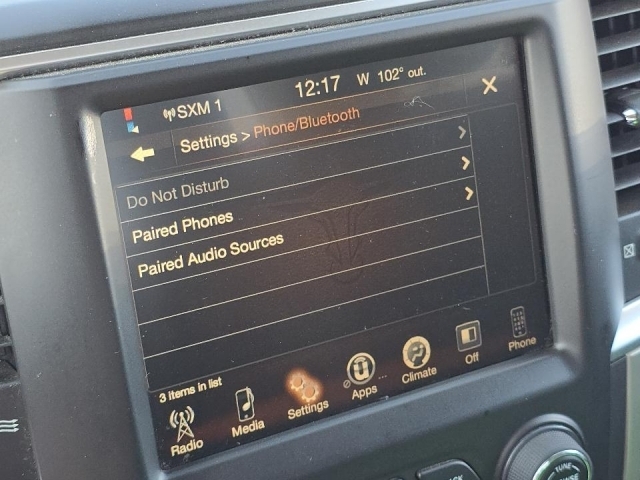 SXM 1 12:17 W 102° out.
Settings > Phone/Bluetooth
Do Not Disturb
Paired Phones
Paired Audio Sources
3 items in list
Radio Media Settings Apps Climate Off Phone
TUNE